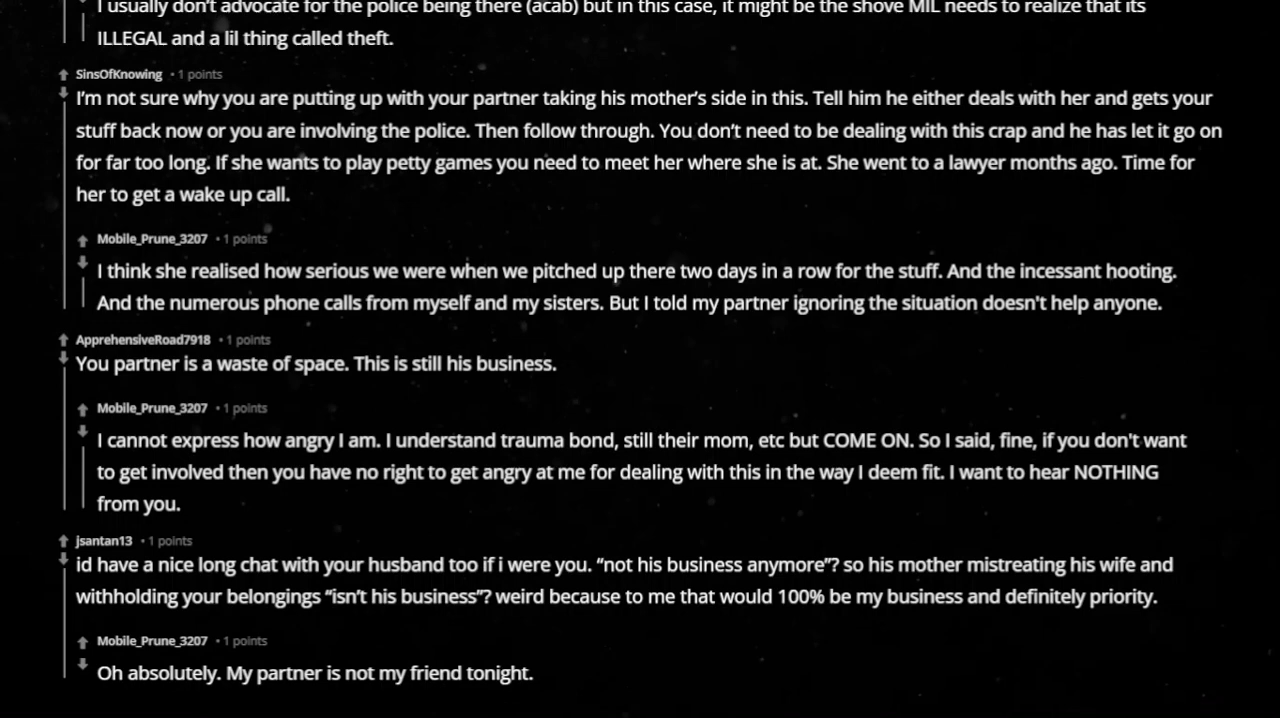 I usually don't advocate for the police being there (acab) but in this case, it might be the shove MIL needs to realize that its
ILLEGAL and a lil thing called theft.
SinsOfKnowing • 1 points
I'm not sure why you are putting up with your partner taking his mother's side in this. Tell him he either deals with her and gets your
stuff back now or you are involving the police. Then follow through. You don't need to be dealing with this crap and he has let it go on
for far too long. If she wants to play petty games you need to meet her where she is at. She went to a lawyer months ago. Time for
her to get a wake up call.
Mobile_Prune_3207 • 1 points
I think she realised how serious we were when we pitched up there two days in a row for the stuff. And the incessant hooting.
And the numerous phone calls from myself and my sisters. But I told my partner ignoring the situation doesn't help anyone.
ApprehensiveRoad7918 • 1 points
You partner is a waste of space. This is still his business.
Mobile_Prune_3207 • 1 points
I cannot express how angry I am. I understand trauma bond, still their mom, etc but COME ON. So I said, fine, if you don't want
to get involved then you have no right to get angry at me for dealing with this in the way I deem fit. I want to hear NOTHING
from you.
jsantan13 • 1 points
id have a nice long chat with your husband too if i were you. “not his business anymore”? so his mother mistreating his wife and
withholding your belongings “isn't his business”? weird because to me that would 100% be my business and definitely priority.
Mobile_Prune_3207 • 1 points
Oh absolutely. My partner is not my friend tonight.